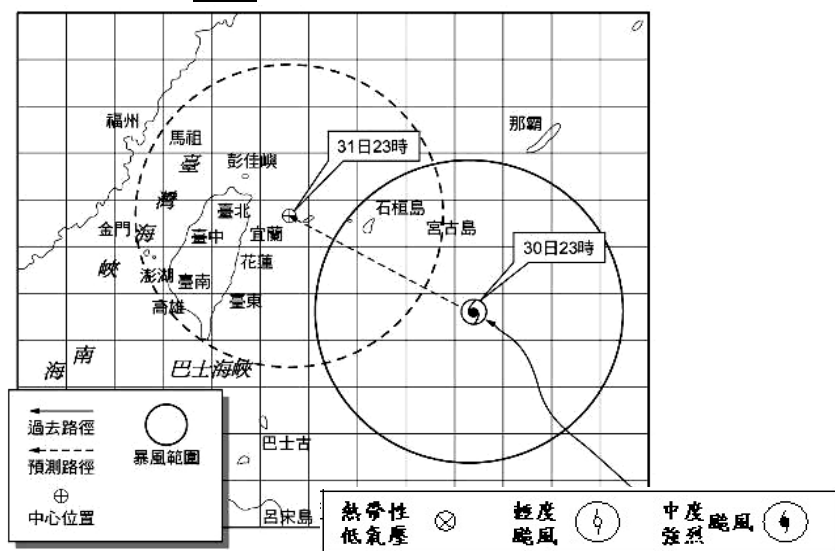 福州
馬祖
那霸
31日23時
彭佳嶼
臺灣海峽
臺北
石桓島
金門
臺中
宜蘭
宮古島
花蓮
30日23時
澎湖
臺南
高雄
臺東
南海
巴士海峽
過去路徑
暴風範圍
預測路徑
中心位置
巴士古
呂宋島
熱帶性
低氣壓
輕度
颱風
中度
強烈
颱風